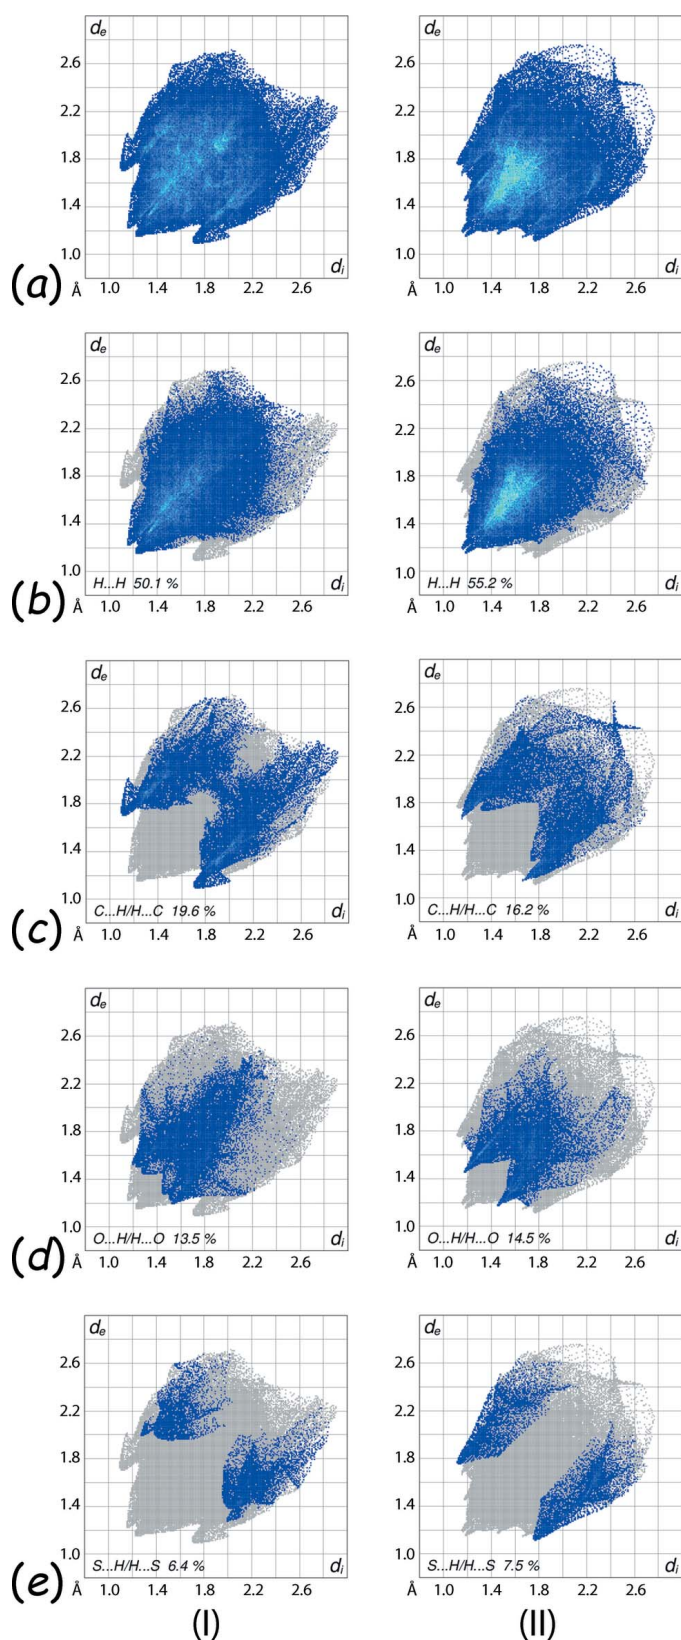 dₑ dₑ
2.6 2.6
2.2 2.2
1.8 1.8
1.4 1.4
1.0 1.0
dᵢ dᵢ
(a) Å 1.0 1.4 1.8 2.2 2.6 Å 1.0 1.4 1.8 2.2 2.6
dₑ dₑ
2.6 2.6
2.2 2.2
1.8 1.8
1.4 1.4
1.0 1.0
(b) H...H 50.1 % dᵢ H...H 55.2 % dᵢ
Å 1.0 1.4 1.8 2.2 2.6 Å 1.0 1.4 1.8 2.2 2.6
dₑ dₑ
2.6 2.6
2.2 2.2
1.8 1.8
1.4 1.4
1.0 1.0
(c) C...H/H...C 19.6 % dᵢ C...H/H...C 16.2 % dᵢ
Å 1.0 1.4 1.8 2.2 2.6 Å 1.0 1.4 1.8 2.2 2.6
dₑ dₑ
2.6 2.6
2.2 2.2
1.8 1.8
1.4 1.4
1.0 1.0
(d) O...H/H...O 13.5 % dᵢ O...H/H...O 14.5 % dᵢ
Å 1.0 1.4 1.8 2.2 2.6 Å 1.0 1.4 1.8 2.2 2.6
dₑ dₑ
2.6 2.6
2.2 2.2
1.8 1.8
1.4 1.4
1.0 1.0
(e) S...H/H...S 6.4 % dᵢ S...H/H...S 7.5 % dᵢ
Å 1.0 1.4 1.8 2.2 2.6 Å 1.0 1.4 1.8 2.2 2.6
(I) (II)